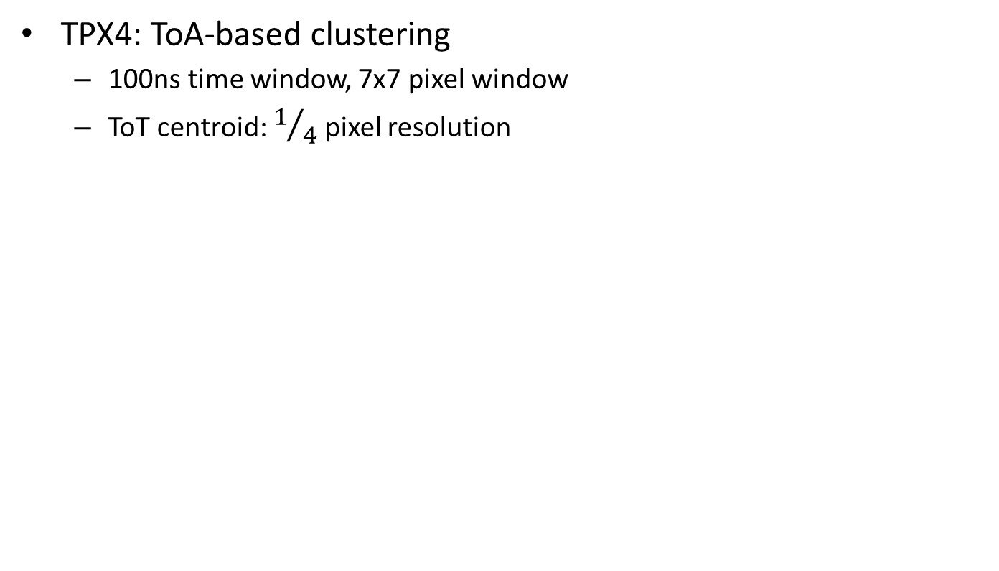 • TPX4: ToA-based clustering
– 100ns time window, 7x7 pixel window
– ToT centroid: 1/4 pixel resolution